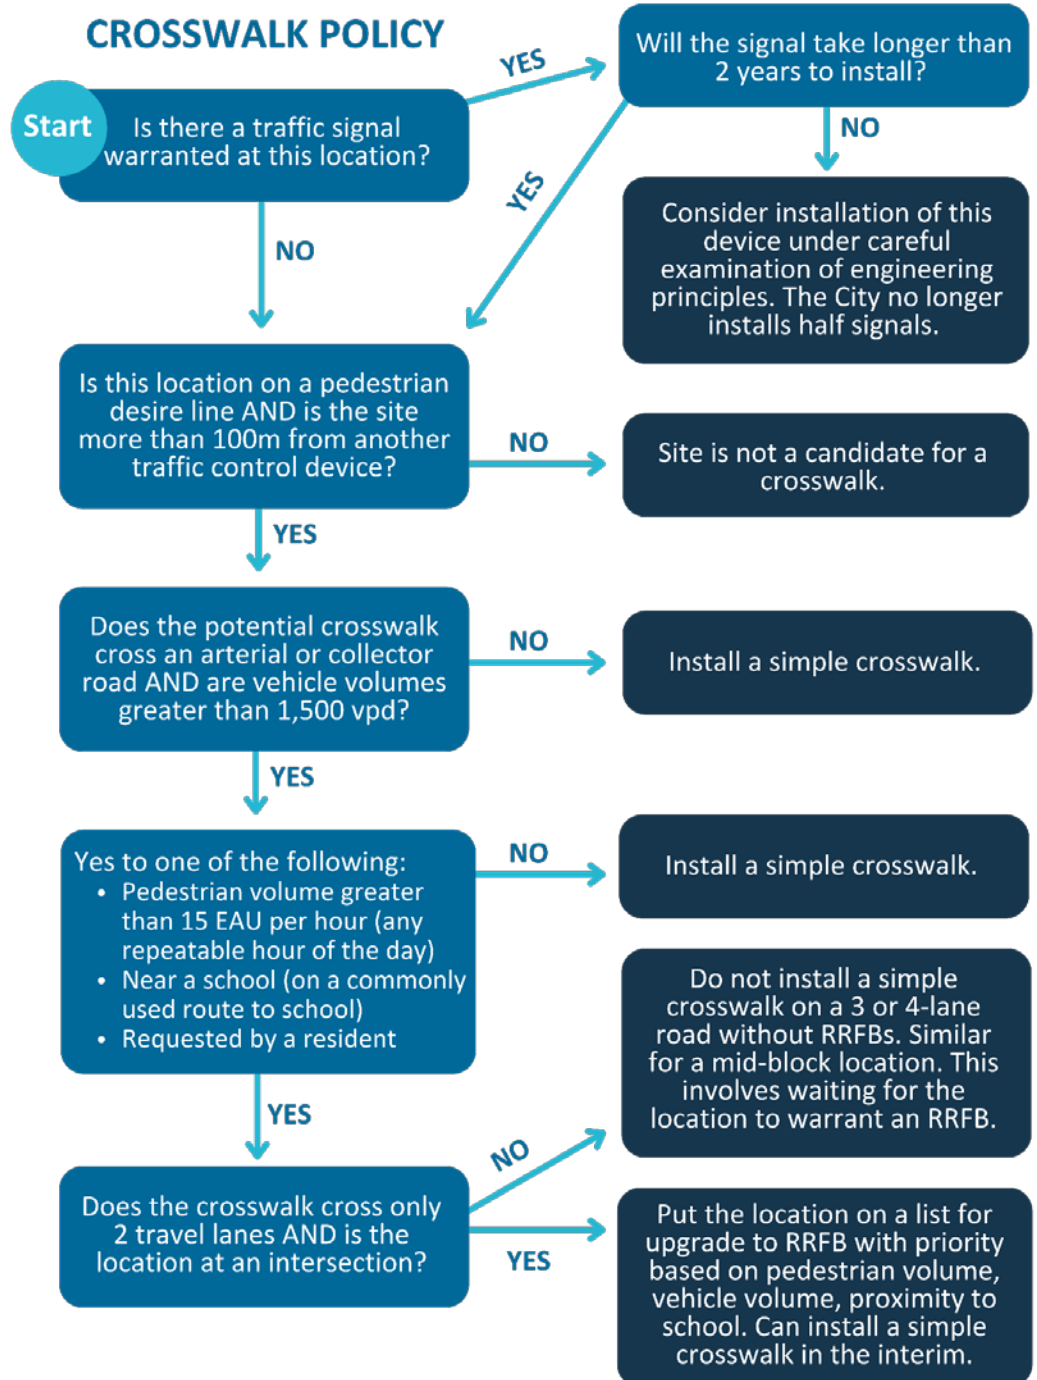 CROSSWALK POLICY
Start
Is there a traffic signal
warranted at this location?
YES
Will the signal take longer than
2 years to install?
NO
YES
NO
Consider installation of this
device under careful
examination of engineering
principles. The City no longer
installs half signals.
Is this location on a pedestrian
desire line AND is the site
more than 100m from another
traffic control device?
NO
Site is not a candidate for a
crosswalk.
YES
Does the potential crosswalk
cross an arterial or collector
road AND are vehicle volumes
greater than 1,500 vpd?
NO
Install a simple crosswalk.
YES
Yes to one of the following:
• Pedestrian volume greater
than 15 EAU per hour (any
repeatable hour of the day)
• Near a school (on a commonly
used route to school)
• Requested by a resident
NO
Install a simple crosswalk.
YES
Does the crosswalk cross only
2 travel lanes AND is the
location at an intersection?
NO
Do not install a simple
crosswalk on a 3 or 4-lane
road without RRFBs. Similar
for a mid-block location. This
involves waiting for the
location to warrant an RRFB.
YES
Put the location on a list for
upgrade to RRFB with priority
based on pedestrian volume,
vehicle volume, proximity to
school. Can install a simple
crosswalk in the interim.